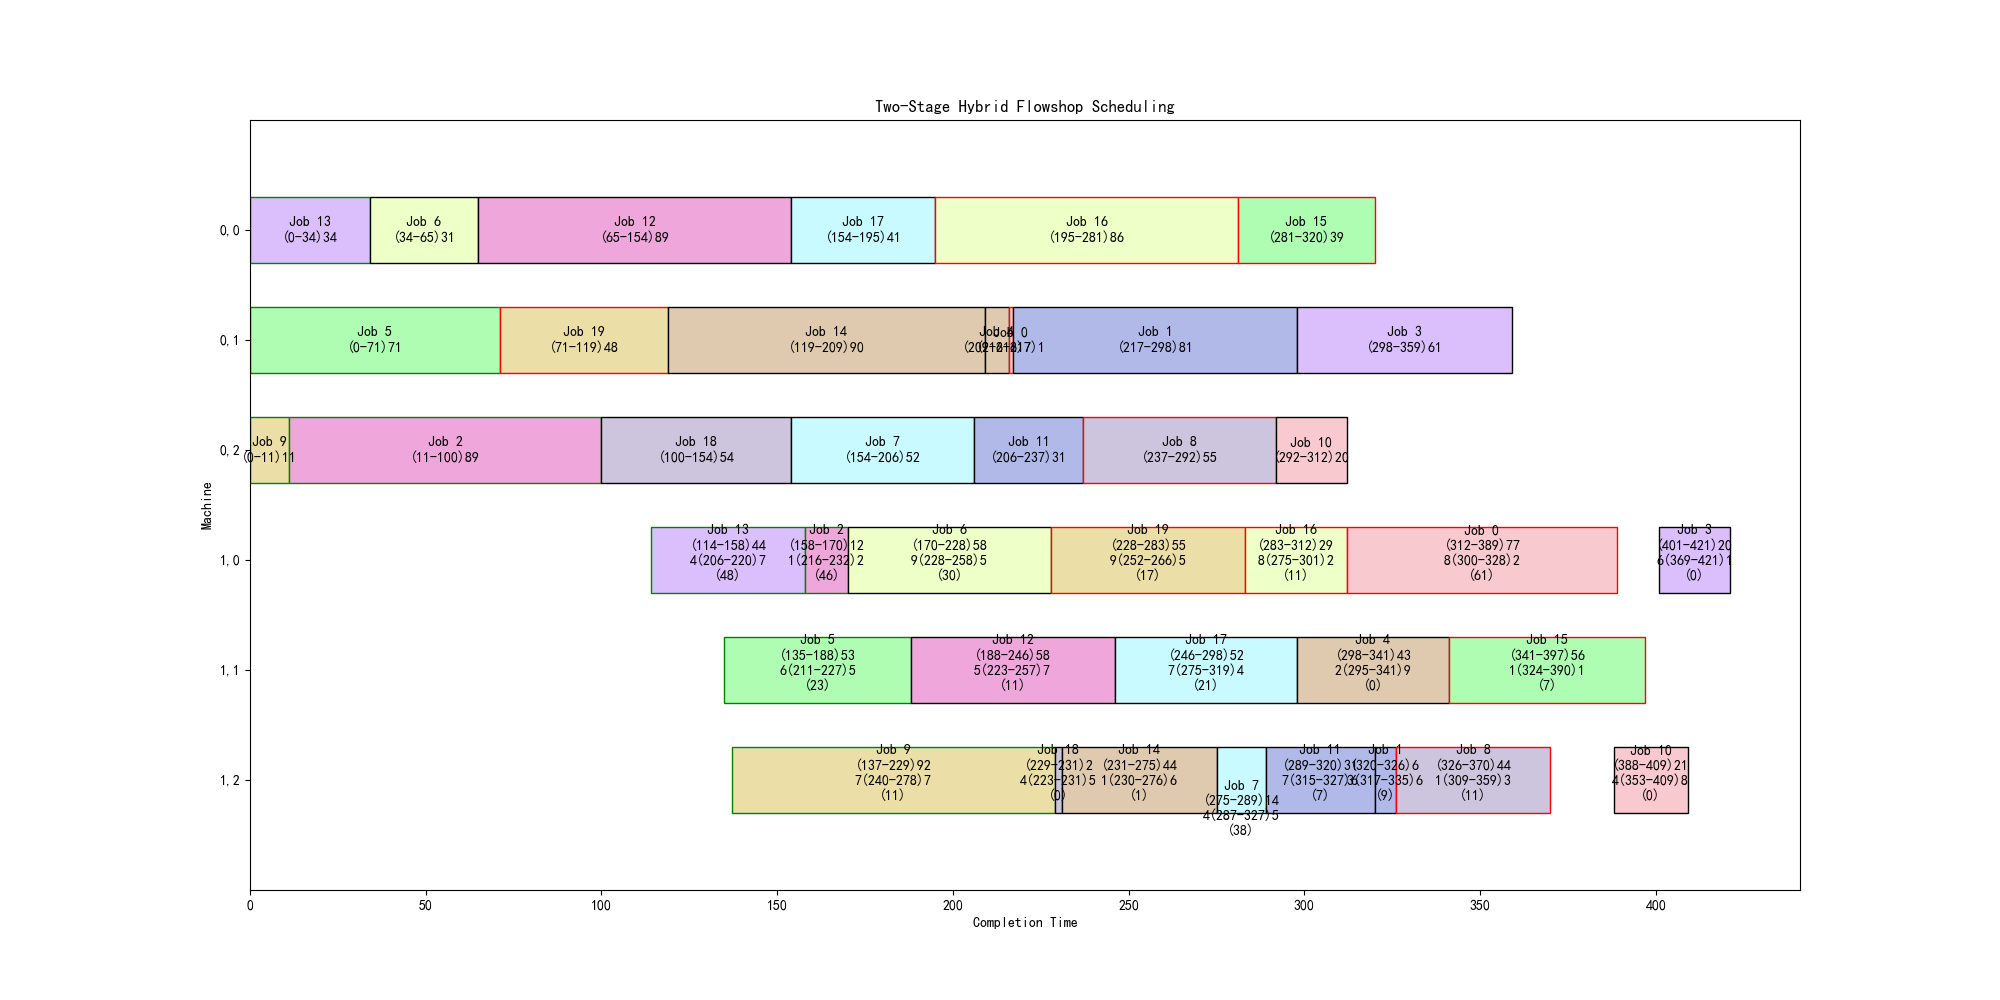 Two-Stage Hybrid Flowshop Scheduling
0,0
Job 13
(0-34)34
Job 6
(34-65)31
Job 12
(65-154)89
Job 17
(154-195)41
Job 16
(195-281)86
Job 15
(281-320)39
0,1
Job 5
(0-71)71
Job 19
(71-119)48
Job 14
(119-209)90
Job 4
(209-216)7
Job 0
(216-217)1
Job 1
(217-298)81
Job 3
(298-359)61
0,2
Job 9
(0-11)11
Job 2
(11-100)89
Job 18
(100-154)54
Job 7
(154-206)52
Job 11
(206-237)31
Job 8
(237-292)55
Job 10
(292-312)20
Machine
1,0
Job 13
(114-158)44
4(206-220)7
(48)
Job 2
(158-170)12
1(216-232)2
(46)
Job 6
(170-228)58
9(228-258)5
(30)
Job 19
(228-283)55
9(252-266)5
(17)
Job 16
(283-312)29
8(275-301)2
(11)
Job 0
(312-389)77
8(300-328)2
(61)
Job 3
(401-421)20
6(369-421)1
(0)
1,1
Job 5
(135-188)53
6(211-227)5
(23)
Job 12
(188-246)58
5(223-257)7
(11)
Job 17
(246-298)52
7(275-319)4
(21)
Job 4
(298-341)43
2(295-341)9
(0)
Job 15
(341-397)56
1(324-390)1
(7)
1,2
Job 9
(137-229)92
7(240-278)7
(11)
Job 18
(229-231)2
4(223-231)5
(0)
Job 14
(231-275)44
1(230-276)6
(1)
Job 7
(275-289)14
4(287-327)5
(38)
Job 11
(289-320)31
7(315-327)6
(7)
Job 1
(320-326)6
3(317-335)6
(9)
Job 8
(326-370)44
1(309-359)3
(11)
Job 10
(388-409)21
4(353-409)8
(0)
0 50 100 150 200 250 300 350 400
Completion Time